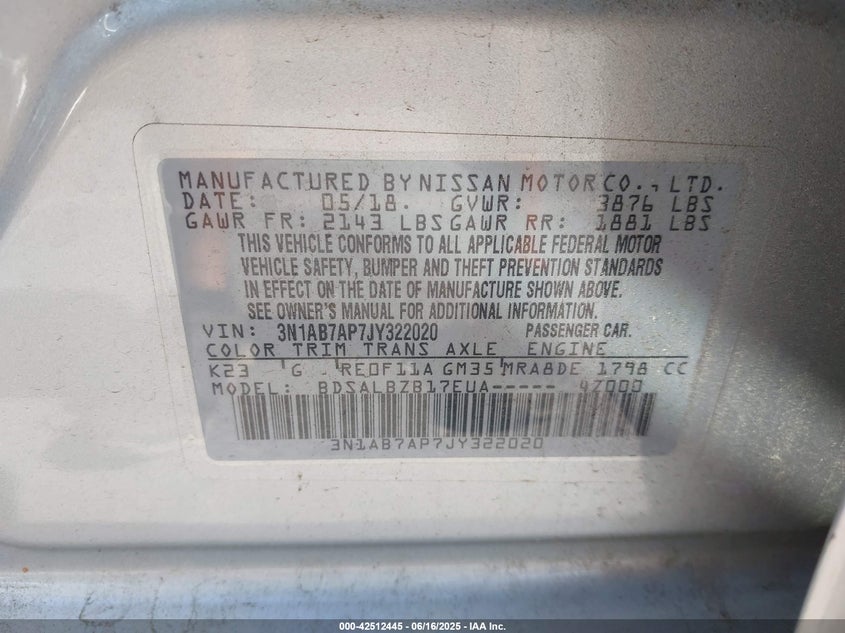 MANUFACTURED BY NISSAN MOTOR CO., LTD.
DATE: 05/18. GVWR: 3876 LBS
GAWR FR: 2143 LBS GAWR RR: 1881 LBS
THIS VEHICLE CONFORMS TO ALL APPLICABLE FEDERAL MOTOR
VEHICLE SAFETY, BUMPER AND THEFT PREVENTION STANDARDS
IN EFFECT ON THE DATE OF MANUFACTURE SHOWN ABOVE.
SEE OWNER'S MANUAL FOR ADDITIONAL INFORMATION.
VIN: 3N1AB7AP7JY322020 PASSENGER CAR.
COLOR TRIM TRANS AXLE ENGINE
K23 G RE0F11A GM35 MRA8DE 1798 CC
MODEL: BDSALBZB17EUA----- 4Z000
3N1AB7AP7JY322020
000-42512445 - 06/16/2025 - IAA Inc.